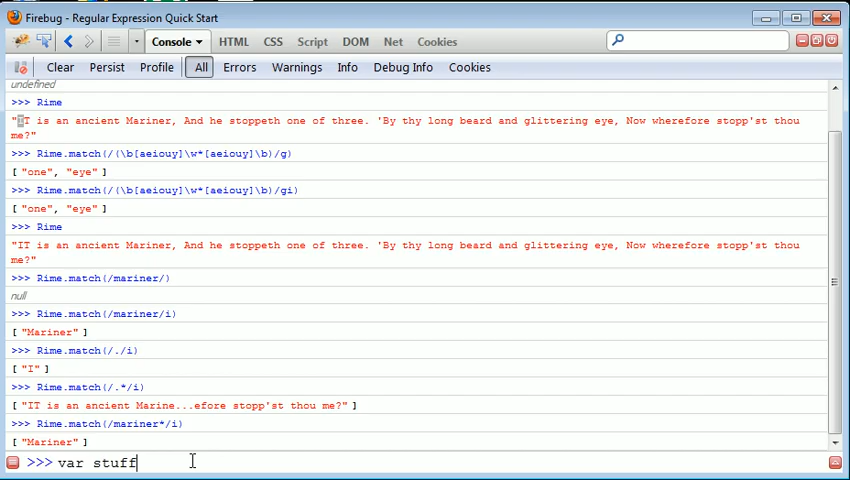 Firebug - Regular Expression Quick Start
Console HTML CSS Script DOM Net Cookies
Clear Persist Profile All Errors Warnings Info Debug Info Cookies
undefined
>>> Rime
"IT is an ancient Mariner, And he stoppeth one of three. 'By thy long beard and glittering eye, Now wherefore stopp'st thou
me?"
>>> Rime.match(/(\b[aeiouy]\w*[aeiouy]\b)/g)
[ "one", "eye" ]
>>> Rime.match(/(\b[aeiouy]\w*[aeiouy]\b)/gi)
[ "one", "eye" ]
>>> Rime
"IT is an ancient Mariner, And he stoppeth one of three. 'By thy long beard and glittering eye, Now wherefore stopp'st thou
me?"
>>> Rime.match(/mariner/)
null
>>> Rime.match(/mariner/i)
[ "Mariner" ]
>>> Rime.match(/./i)
[ "I" ]
>>> Rime.match(/.*/i)
[ "IT is an ancient Marine...efore stopp'st thou me?" ]
>>> Rime.match(/mariner*/i)
[ "Mariner" ]
>>> var stuff